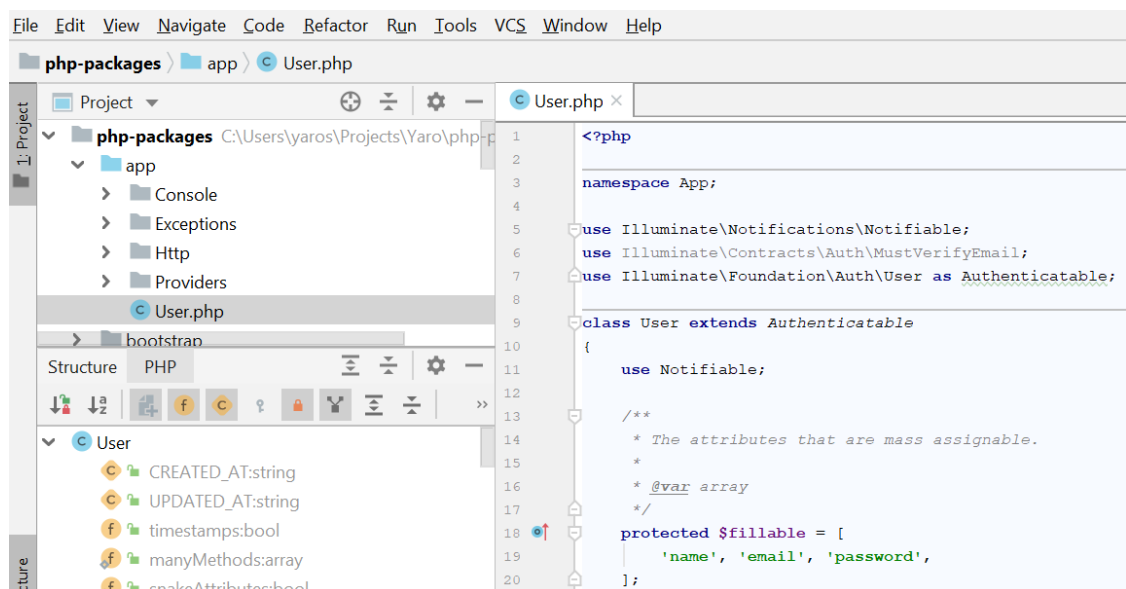 File Edit View Navigate Code Refactor Run Tools VCS Window Help
php-packages app User.php
1: Project
Project
php-packages C:\Users\yaros\Projects\Yaro\php-p
app
Console
Exceptions
Http
Providers
User.php
bootstrap
Structure PHP
User
CREATED_AT:string
UPDATED_AT:string
timestamps:bool
manyMethods:array
snakeAttributes:bool
User.php
1 <?php
2
3 namespace App;
4
5 use Illuminate\Notifications\Notifiable;
6 use Illuminate\Contracts\Auth\MustVerifyEmail;
7 use Illuminate\Foundation\Auth\User as Authenticatable;
8
9 class User extends Authenticatable
10 {
11 use Notifiable;
12
13 /**
14 * The attributes that are mass assignable.
15 *
16 * @var array
17 */
18 protected $fillable = [
19 'name', 'email', 'password',
20 ];